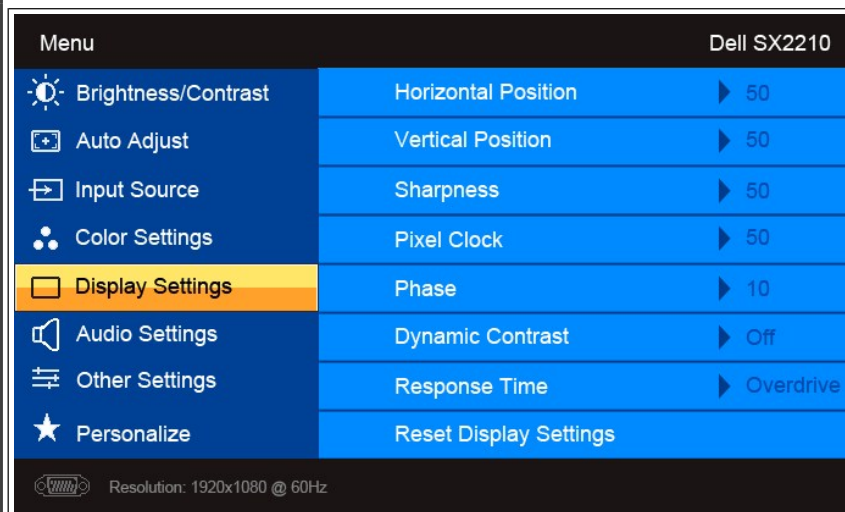 Menu Dell SX2210
Brightness/Contrast Horizontal Position 50
Auto Adjust Vertical Position 50
Input Source Sharpness 50
Color Settings Pixel Clock 50
Display Settings Phase 10
Audio Settings Dynamic Contrast Off
Other Settings Response Time Overdrive
Personalize Reset Display Settings
Resolution: 1920x1080 @ 60Hz